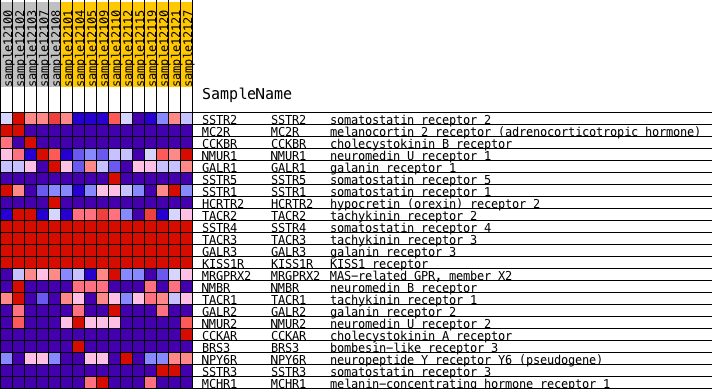 sample12100
sample12102
sample12103
sample12107
sample12108
sample12101
sample12104
sample12105
sample12109
sample12110
sample12112
sample12115
sample12119
sample12120
sample12121
sample12127
SampleName
SSTR2 SSTR2 somatostatin receptor 2
MC2R MC2R melanocortin 2 receptor (adrenocorticotropic hormone)
CCKBR CCKBR cholecystokinin B receptor
NMUR1 NMUR1 neuromedin U receptor 1
GALR1 GALR1 galanin receptor 1
SSTR5 SSTR5 somatostatin receptor 5
SSTR1 SSTR1 somatostatin receptor 1
HCRTR2 HCRTR2 hypocretin (orexin) receptor 2
TACR2 TACR2 tachykinin receptor 2
SSTR4 SSTR4 somatostatin receptor 4
TACR3 TACR3 tachykinin receptor 3
GALR3 GALR3 galanin receptor 3
KISS1R KISS1R KISS1 receptor
MRGPRX2 MRGPRX2 MAS-related GPR, member X2
NMBR NMBR neuromedin B receptor
TACR1 TACR1 tachykinin receptor 1
GALR2 GALR2 galanin receptor 2
NMUR2 NMUR2 neuromedin U receptor 2
CCKAR CCKAR cholecystokinin A receptor
BRS3 BRS3 bombesin-like receptor 3
NPY6R NPY6R neuropeptide Y receptor Y6 (pseudogene)
SSTR3 SSTR3 somatostatin receptor 3
MCHR1 MCHR1 melanin-concentrating hormone receptor 1